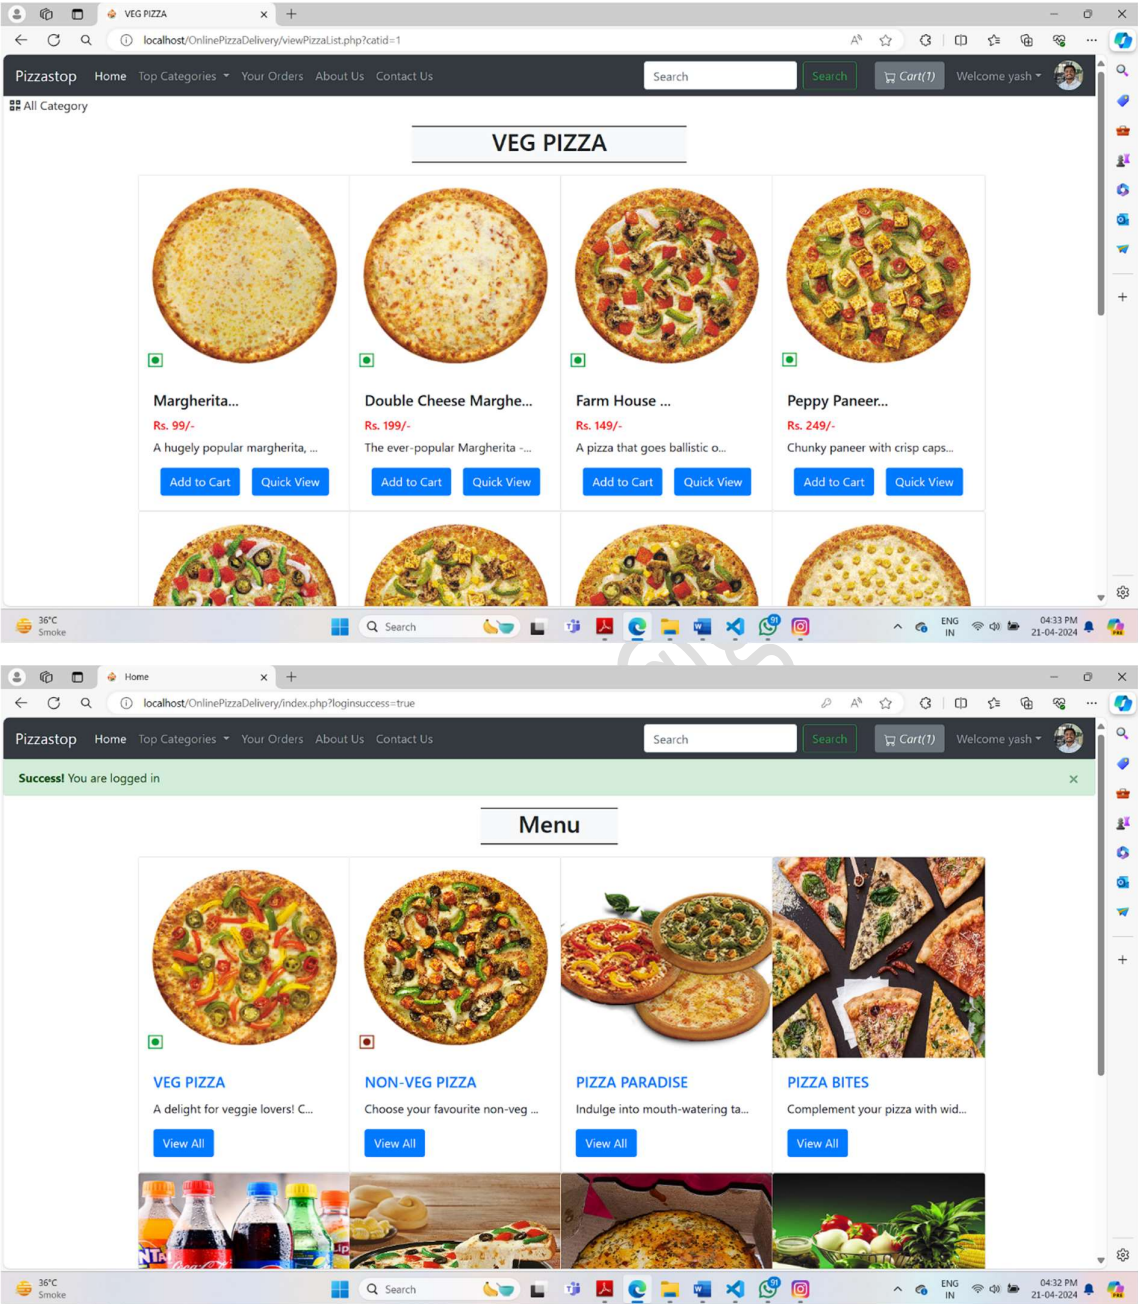 VEG PIZZA
localhost/OnlinePizzaDelivery/viewPizzaList.php?catid=1
Pizzastop Home Top Categories Your Orders About Us Contact Us Search Search Cart(1) Welcome yash
All Category
VEG PIZZA
Margherita... Double Cheese Marghe... Farm House ... Peppy Paneer...
Rs. 99/- Rs. 199/- Rs. 149/- Rs. 249/-
A hugely popular margherita, ... The ever-popular Margherita -... A pizza that goes ballistic o... Chunky paneer with crisp caps...
Add to Cart Quick View Add to Cart Quick View Add to Cart Quick View Add to Cart Quick View
36°C
Smoke
Search
ENG
IN
04:33 PM
21-04-2024
Home
localhost/OnlinePizzaDelivery/index.php?loginsuccess=true
Pizzastop Home Top Categories Your Orders About Us Contact Us Search Search Cart(1) Welcome yash
Success! You are logged in
Menu
VEG PIZZA NON-VEG PIZZA PIZZA PARADISE PIZZA BITES
A delight for veggie lovers! C... Choose your favourite non-veg ... Indulge into mouth-watering ta... Complement your pizza with wid...
View All View All View All View All
36°C
Smoke
Search
ENG
IN
04:32 PM
21-04-2024